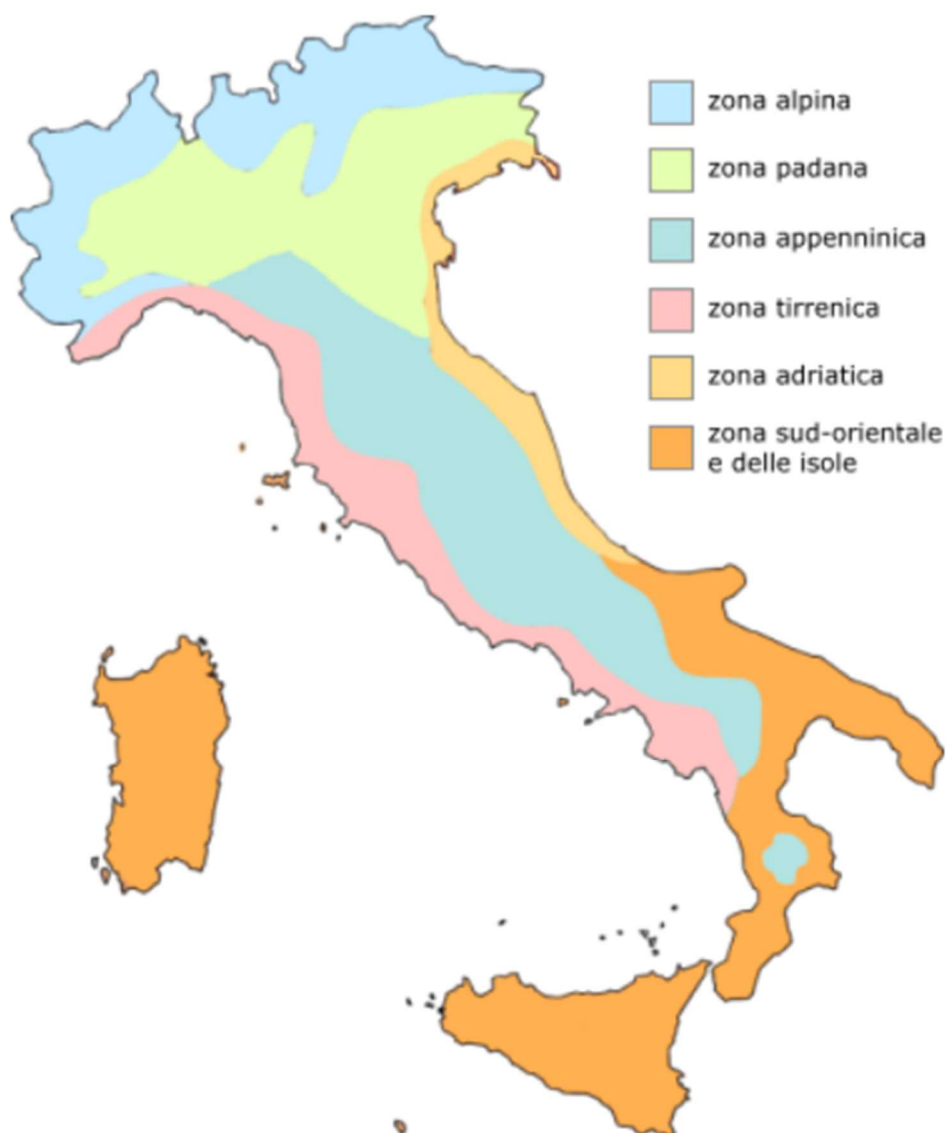 zona alpina
zona padana
zona appenninica
zona tirrenica
zona adriatica
zona sud-orientale
e delle isole